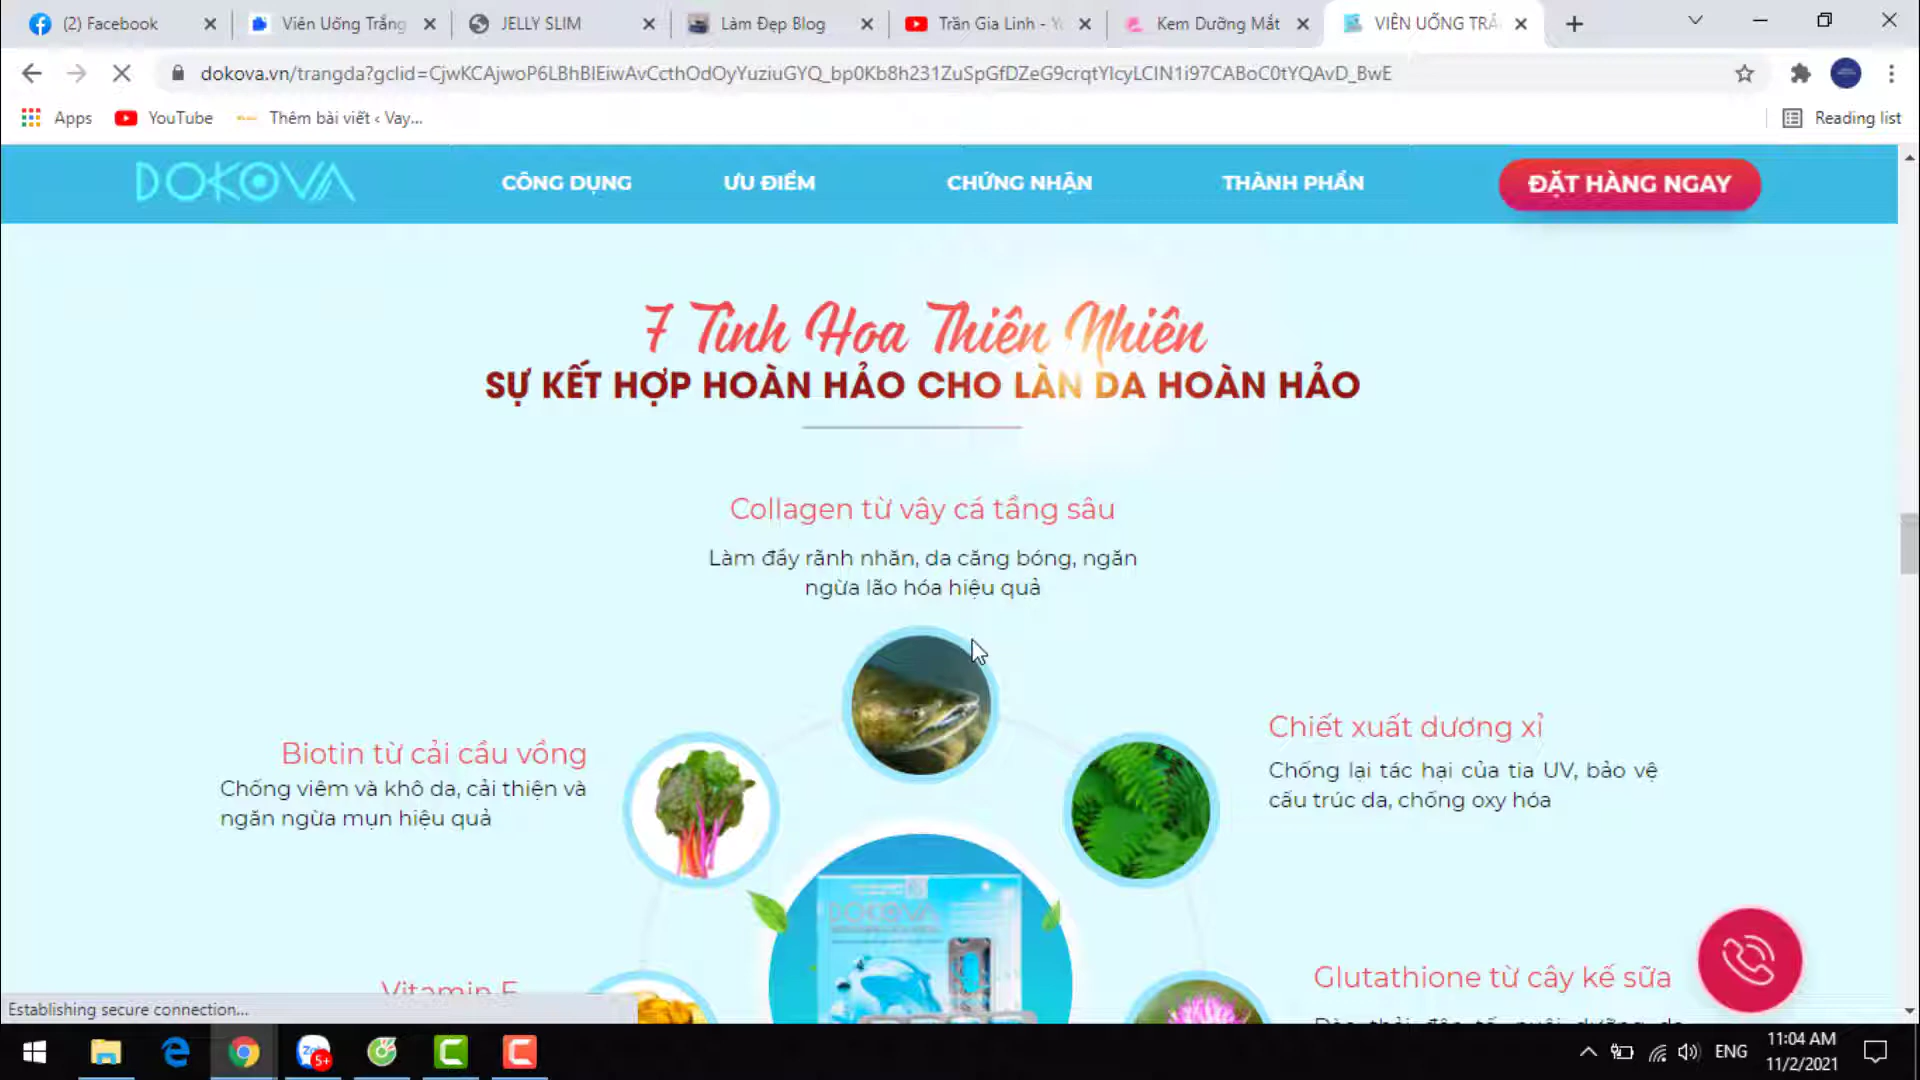 (2) Facebook
Viên Uống Trắng
JELLY SLIM
Làm Đẹp Blog
Trần Gia Linh - Yo
Kem Dưỡng Mắt
VIÊN UỐNG TRẮ
dokova.vn/trangda?gclid=CjwKCAjwoP6LBhBlEiwAvCcthOdOyYuziuGYQ_bp0Kb8h231ZuSpGfDZeG9crqtYlcyLCIN1i97CABoC0tYQAvD_BwE
Apps
YouTube
Thêm bài viết ‹ Vay...
Reading list
DOKOVA
CÔNG DỤNG
ƯU ĐIỂM
CHỨNG NHẬN
THÀNH PHẦN
ĐẶT HÀNG NGAY
7 Tinh Hoa Thiên Nhiên
SỰ KẾT HỢP HOÀN HẢO CHO LÀN DA HOÀN HẢO
Collagen từ vây cá tầng sâu
Làm đầy rãnh nhăn, da căng bóng, ngăn
ngừa lão hóa hiệu quả
Chiết xuất dương xỉ
Chống lại tác hại của tia UV, bảo vệ
cấu trúc da, chống oxy hóa
Biotin từ cải cầu vồng
Chống viêm và khô da, cải thiện và
ngăn ngừa mụn hiệu quả
DOKOVA
Vitamin E
Glutathione từ cây kế sữa
Establishing secure connection...
Zalo
5+
ENG
11:04 AM
11/2/2021